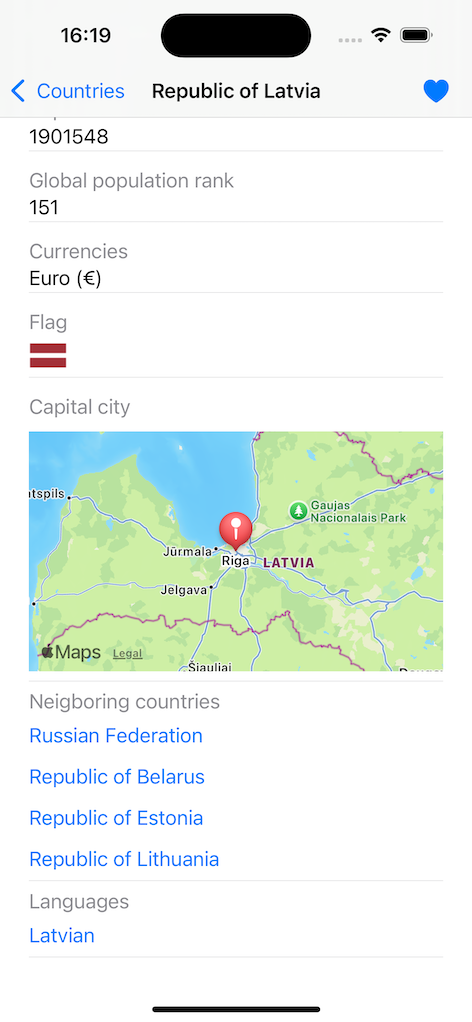 16:19
Countries
Republic of Latvia
1901548
Global population rank
151
Currencies
Euro (€)
Flag
Capital city
ntspils
Gaujas
Nacionalais Park
Jūrmala
Riga
LATVIA
Jelgava
Maps
Legal
Šiauliai
Neigboring countries
Russian Federation
Republic of Belarus
Republic of Estonia
Republic of Lithuania
Languages
Latvian